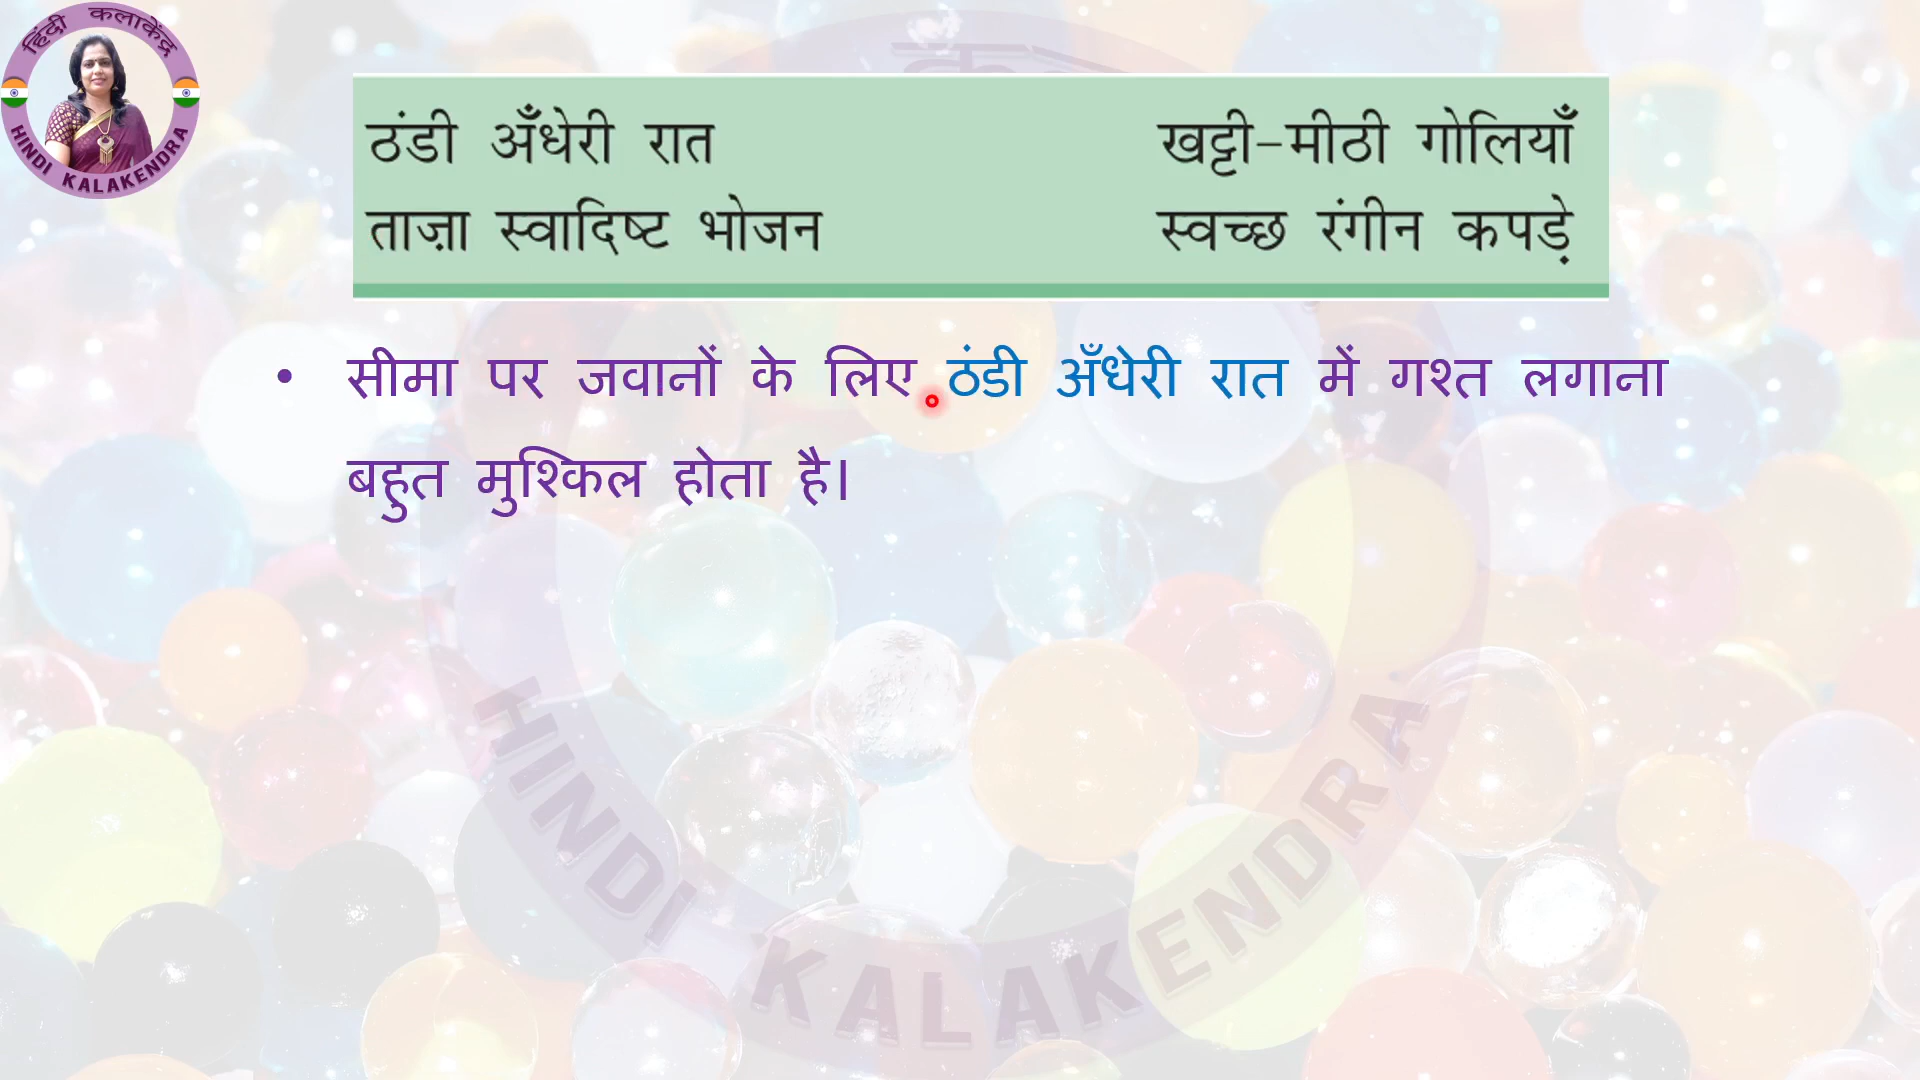 हिंदी कलाकेंद्र
HINDI KALAKENDRA
ठंडी अँधेरी रात खट्टी-मीठी गोलियाँ
ताज़ा स्वादिष्ट भोजन स्वच्छ रंगीन कपड़े
• सीमा पर जवानों के लिए ठंडी अँधेरी रात में गश्त लगाना
बहुत मुश्किल होता है।
HINDI KALAKENDRA